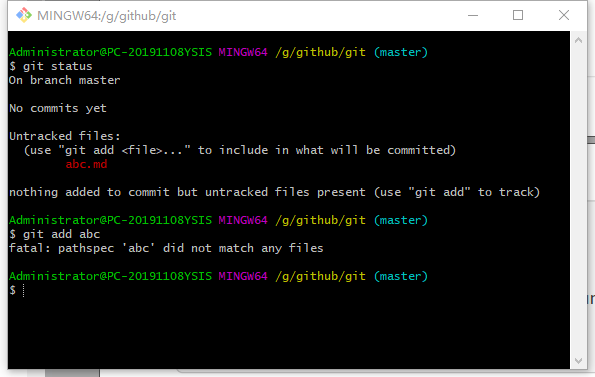 MINGW64:/g/github/git
Administrator@PC-20191108YSIS MINGW64 /g/github/git (master)
$ git status
On branch master
No commits yet
Untracked files:
(use "git add <file>..." to include in what will be committed)
abc.md
nothing added to commit but untracked files present (use "git add" to track)
Administrator@PC-20191108YSIS MINGW64 /g/github/git (master)
$ git add abc
fatal: pathspec 'abc' did not match any files
Administrator@PC-20191108YSIS MINGW64 /g/github/git (master)
$